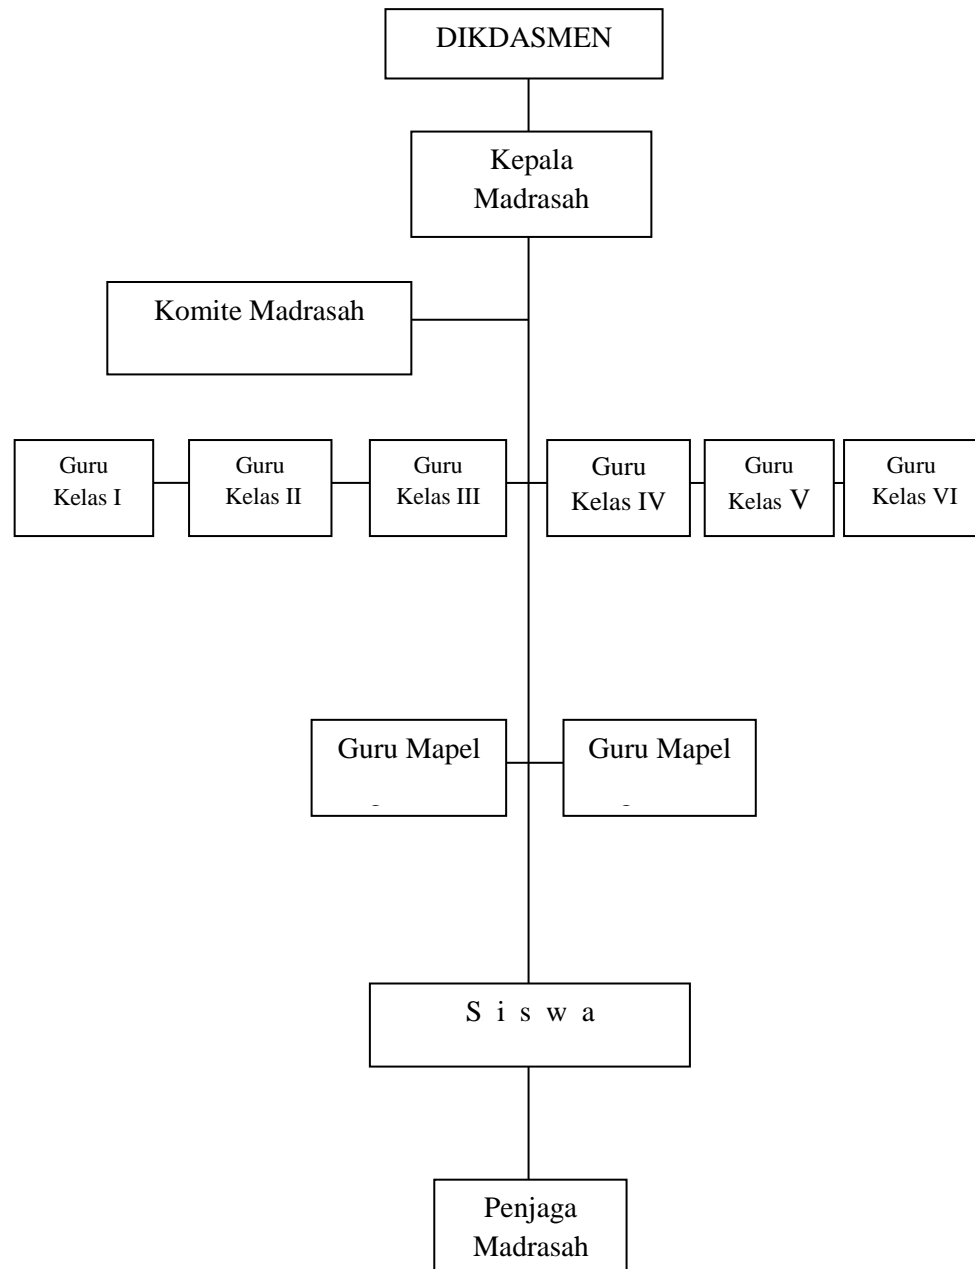 DIKDASMEN
Kepala
Madrasah
Komite Madrasah
Guru
Kelas I
Guru
Kelas II
Guru
Kelas III
Guru
Kelas IV
Guru
Kelas V
Guru
Kelas VI
Guru Mapel
Guru Mapel
S i s w a
Penjaga
Madrasah